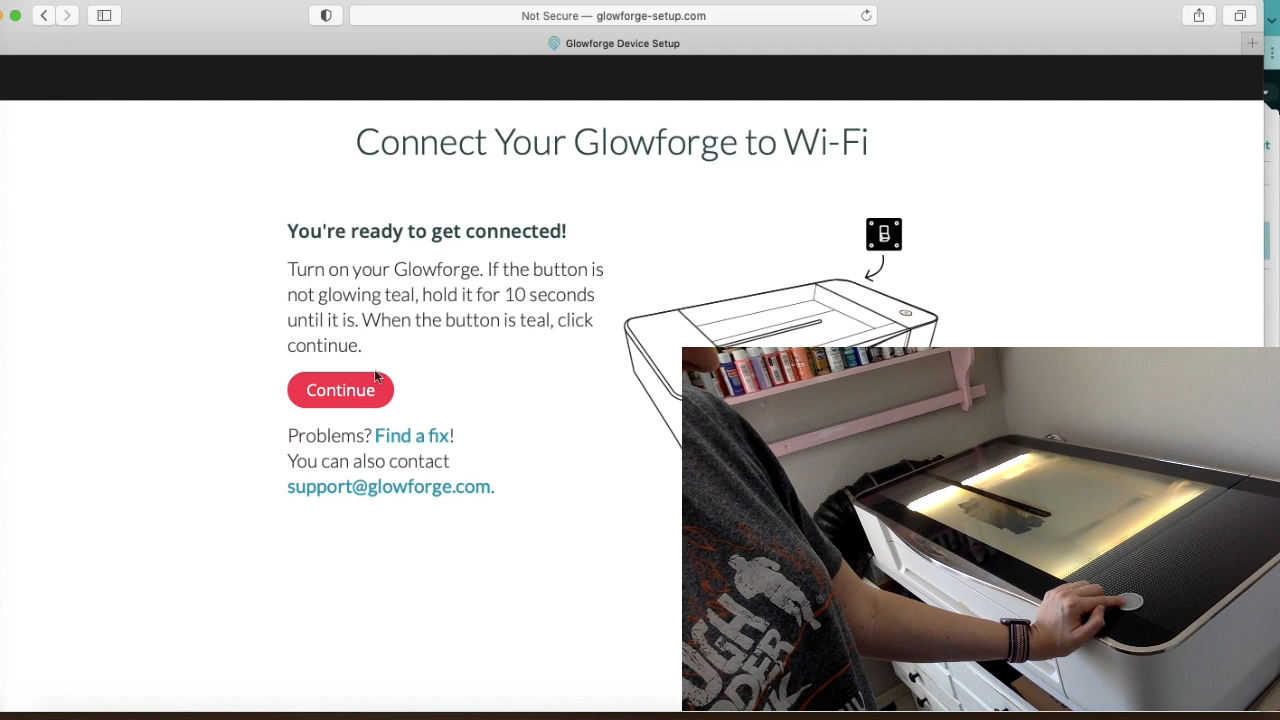 Not Secure — glowforge-setup.com
Glowforge Device Setup
Connect Your Glowforge to Wi-Fi
You're ready to get connected!
Turn on your Glowforge. If the button is
not glowing teal, hold it for 10 seconds
until it is. When the button is teal, click
continue.
Continue
Problems? Find a fix!
You can also contact
support@glowforge.com.